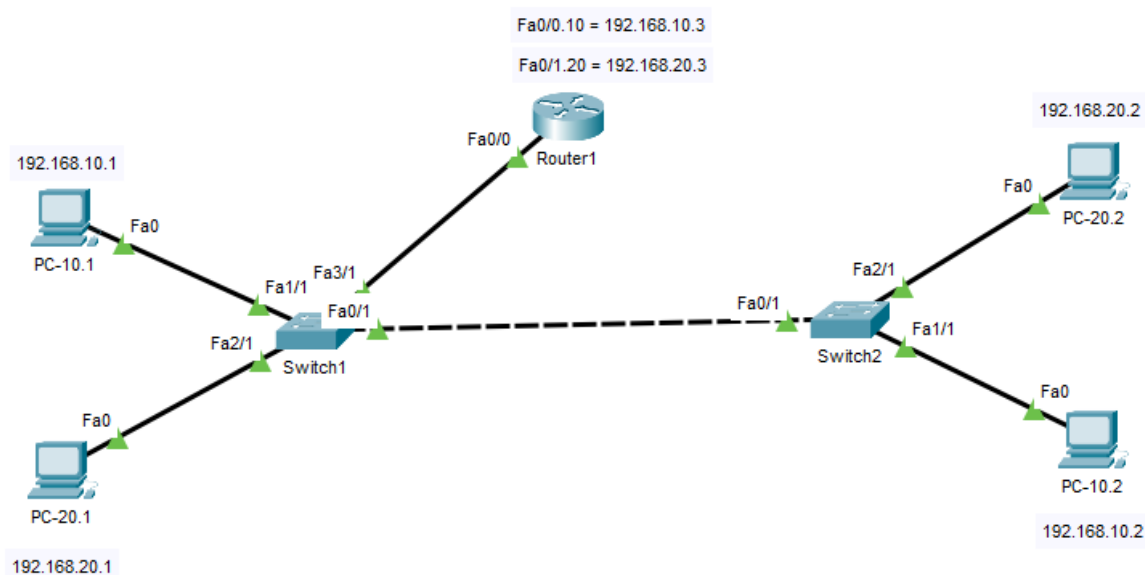 Fa0/0.10 = 192.168.10.3
Fa0/1.20 = 192.168.20.3
Fa0/0
Router1
192.168.20.2
Fa0
PC-20.2
192.168.10.1
Fa0
PC-10.1
Fa1/1
Fa3/1
Fa0/1
Fa2/1
Switch1
Fa0/1
Fa2/1
Fa1/1
Switch2
Fa0
PC-20.1
192.168.20.1
Fa0
PC-10.2
192.168.10.2